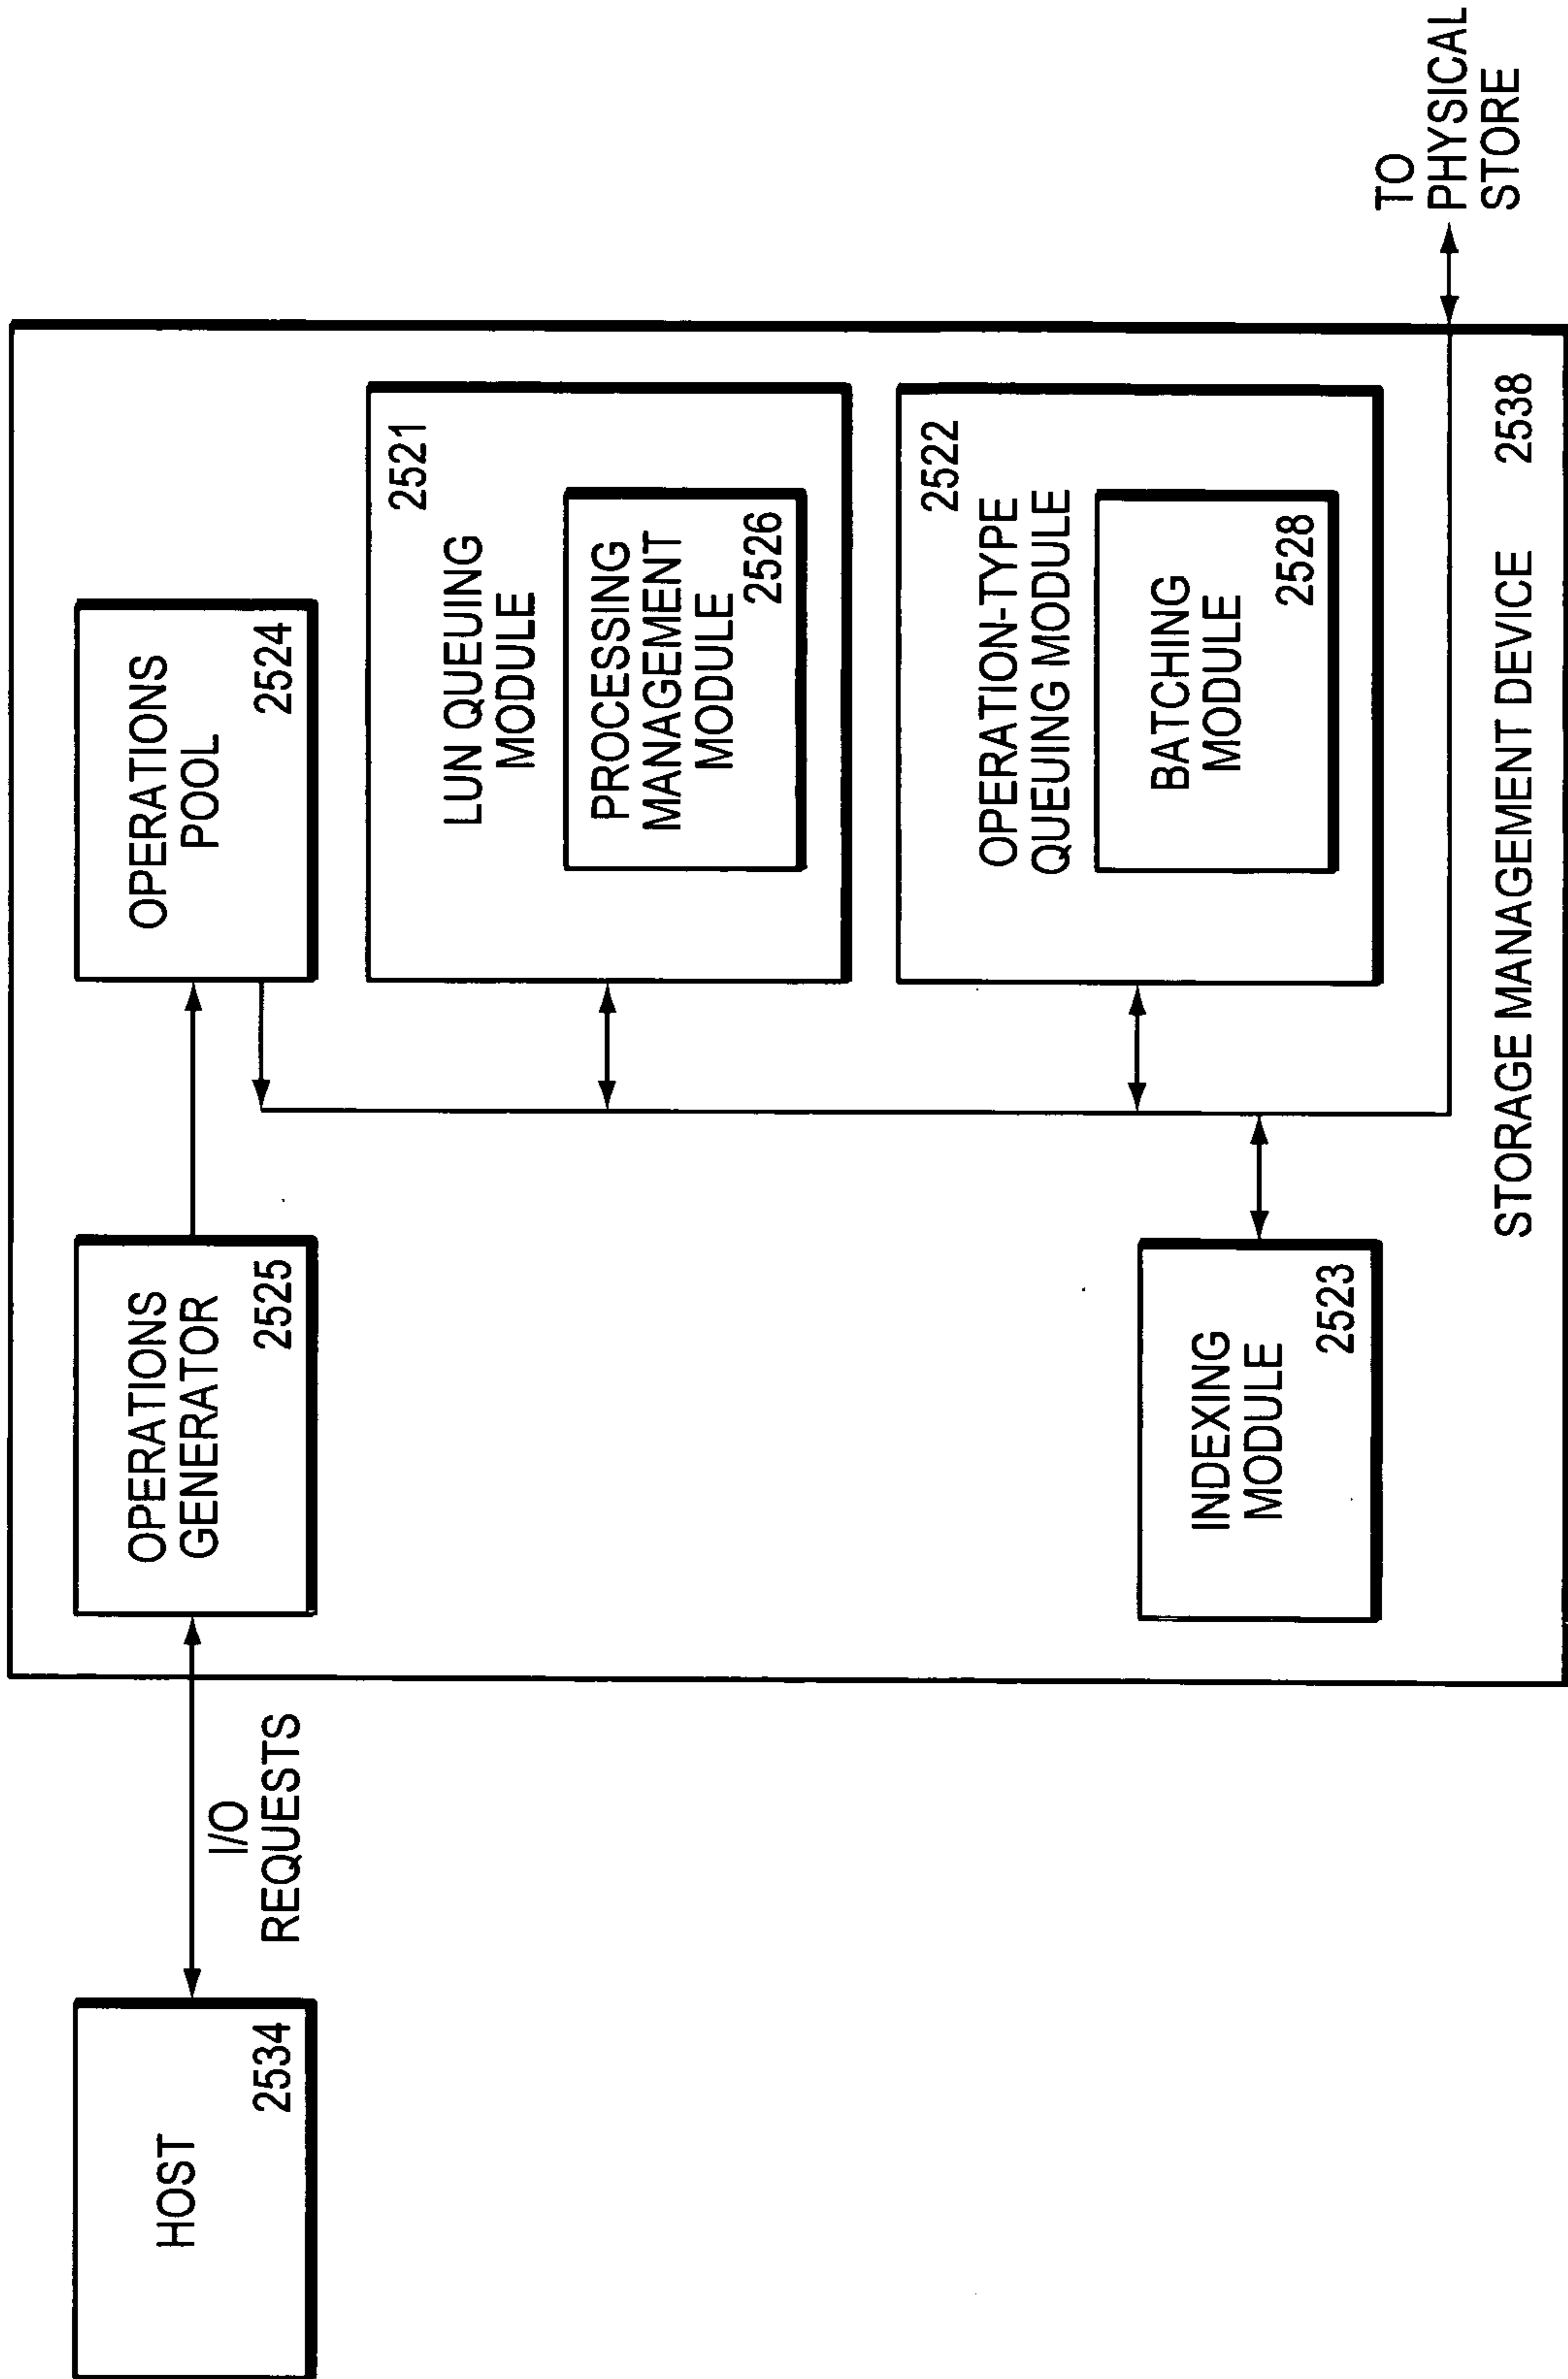 HOST
2534
I/O
REQUESTS
OPERATIONS
GENERATOR
2525
OPERATIONS
POOL
2524
LUN QUEUING
MODULE
2521
PROCESSING
MANAGEMENT
MODULE
2526
OPERATION-TYPE
QUEUING MODULE
2522
BATCHING
MODULE
2528
INDEXING
MODULE
2523
STORAGE MANAGEMENT DEVICE 2538
TO
PHYSICAL
STORE